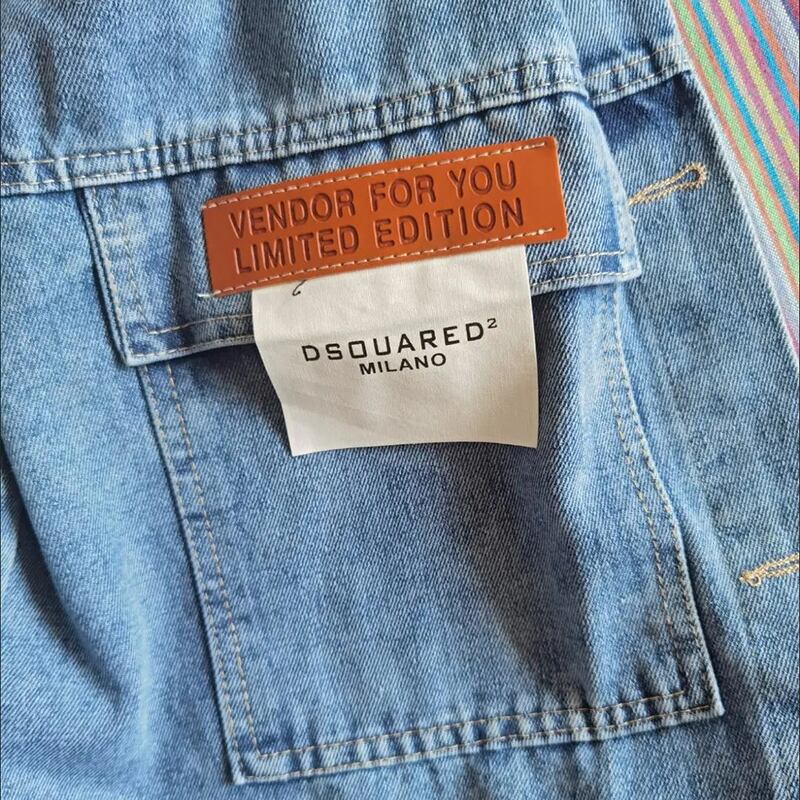 VENDOR FOR YOU
LIMITED EDITION
DSQUARED²
MILANO